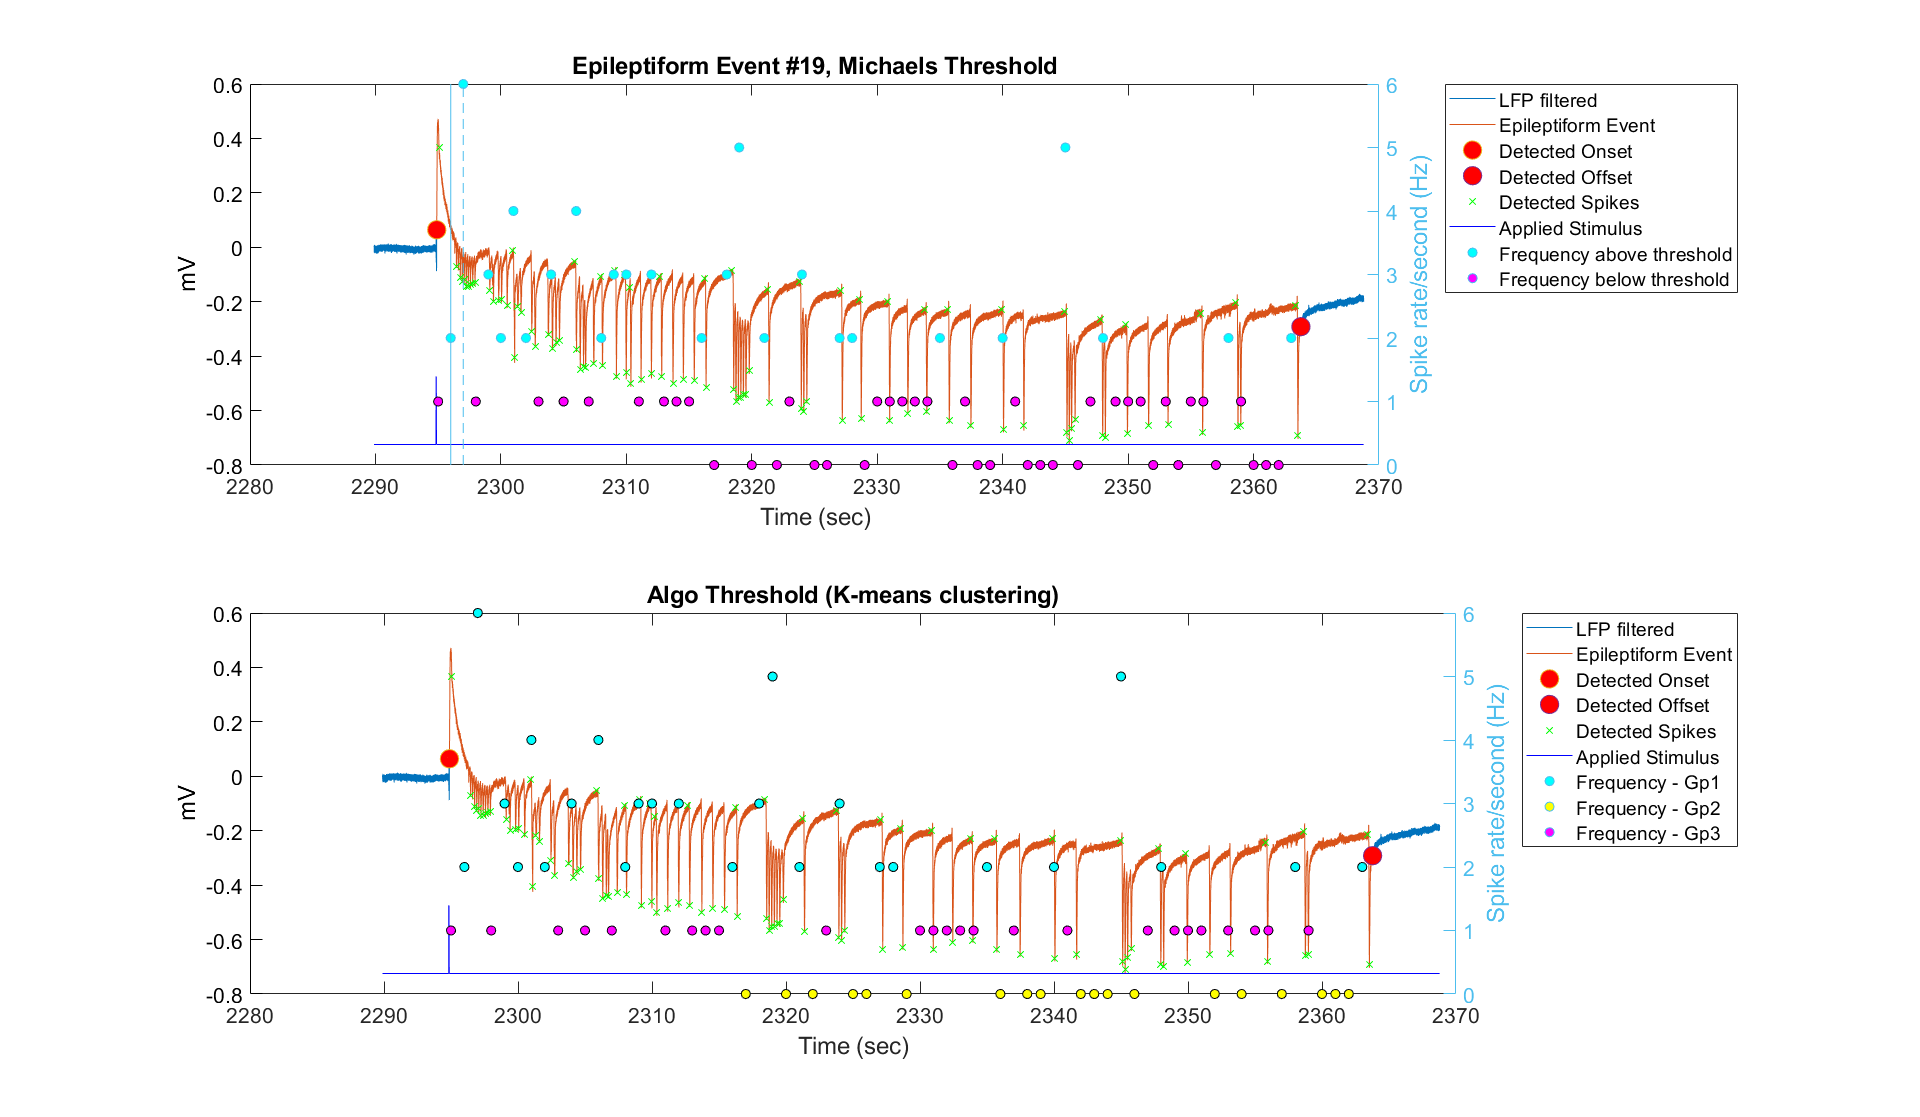 Epileptiform Event #19, Michaels Threshold
0.6
0.4
0.2
0
-0.2
-0.4
-0.6
-0.8
mV
2280
2290
2300
2310
2320
2330
2340
2350
2360
2370
Time (sec)
6
5
4
3
2
1
0
Spike rate/second (Hz)
LFP filtered
Epileptiform Event
Detected Onset
Detected Offset
Detected Spikes
Applied Stimulus
Frequency above threshold
Frequency below threshold
Algo Threshold (K-means clustering)
0.6
0.4
0.2
0
-0.2
-0.4
-0.6
-0.8
mV
2280
2290
2300
2310
2320
2330
2340
2350
2360
2370
Time (sec)
6
5
4
3
2
1
0
Spike rate/second (Hz)
LFP filtered
Epileptiform Event
Detected Onset
Detected Offset
Detected Spikes
Applied Stimulus
Frequency - Gp1
Frequency - Gp2
Frequency - Gp3